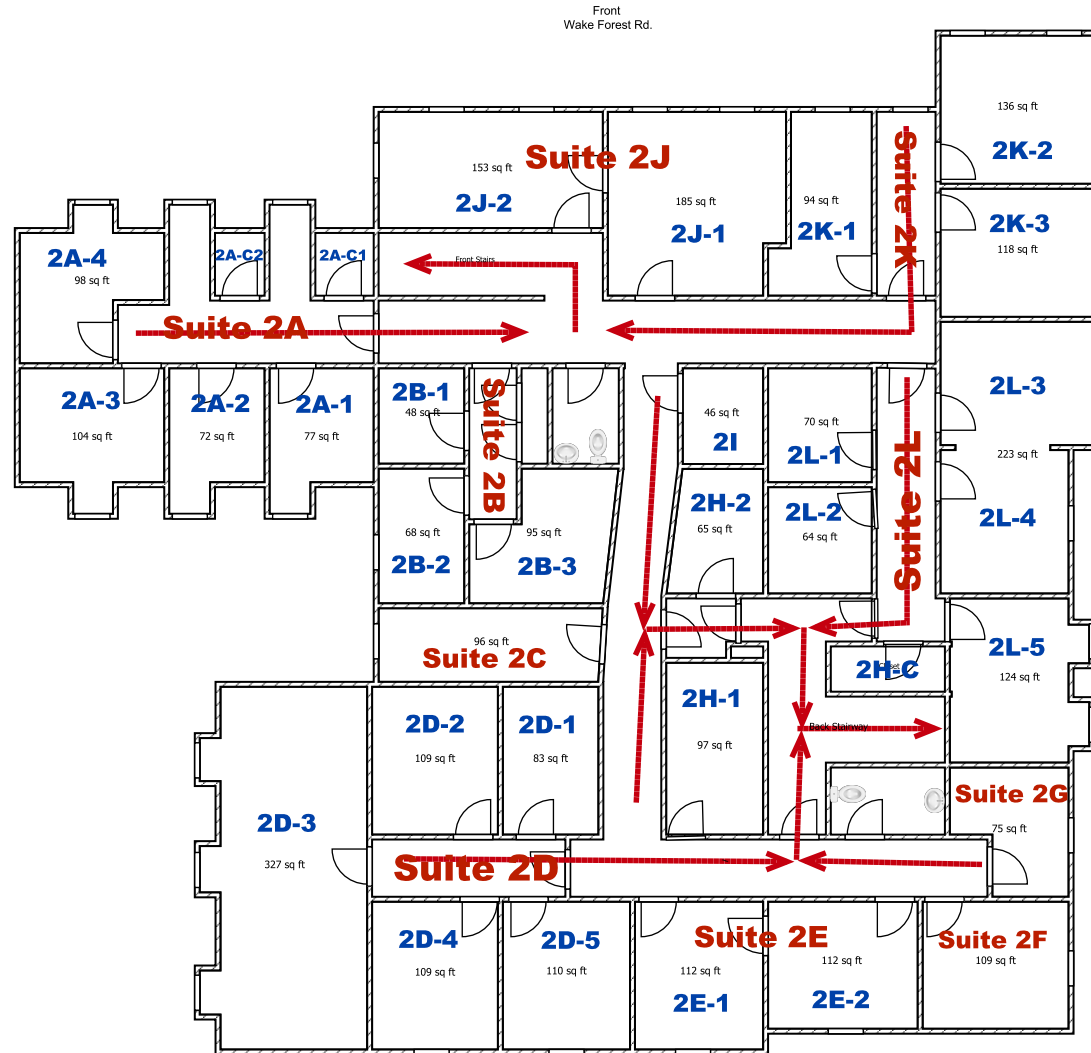 Front
Wake Forest Rd.
136 sq ft
2K-2
153 sq ft
Suite 2J
2J-2
185 sq ft
2J-1
94 sq ft
2K-1
Suite 2K
2K-3
118 sq ft
2A-4
98 sq ft
2A-C2
2A-C1
Front Stairs
Suite 2A
2A-3
104 sq ft
2A-2
72 sq ft
2A-1
77 sq ft
2B-1
48 sq ft
Suite 2B
46 sq ft
2I
70 sq ft
2L-1
Suite 2L
2L-3
223 sq ft
2L-4
68 sq ft
2B-2
95 sq ft
2B-3
2H-2
65 sq ft
2L-2
64 sq ft
96 sq ft
Suite 2C
2H-C
2L-5
124 sq ft
2D-2
109 sq ft
2D-1
83 sq ft
2H-1
97 sq ft
Back Stairway
2D-3
327 sq ft
Suite 2G
75 sq ft
Suite 2D
2D-4
109 sq ft
2D-5
110 sq ft
Suite 2E
112 sq ft
2E-1
112 sq ft
2E-2
Suite 2F
109 sq ft